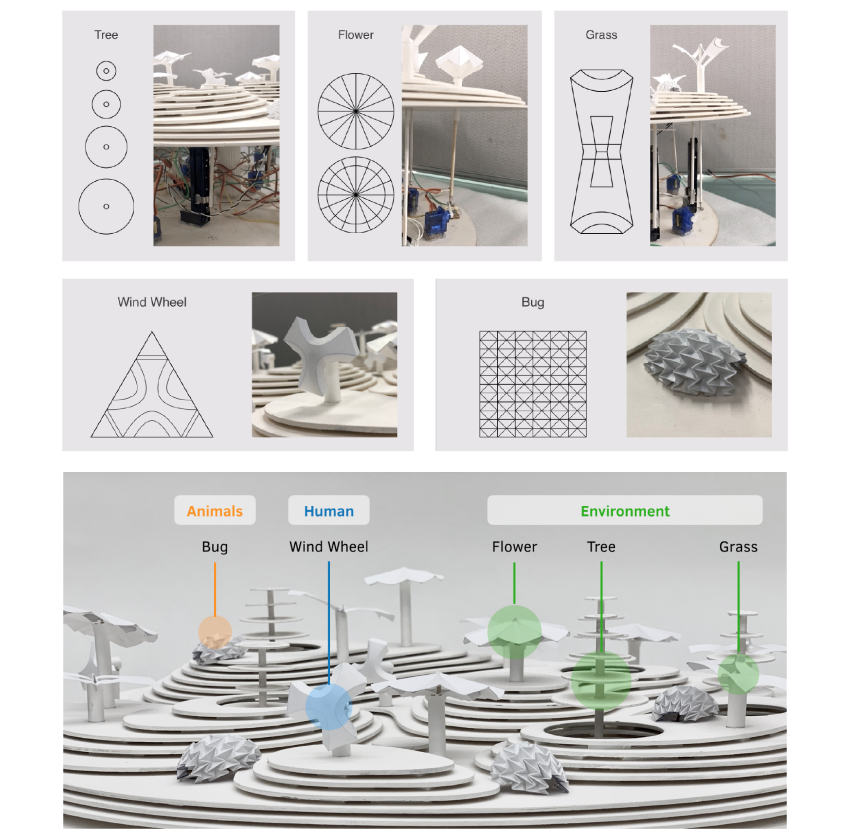 Tree
Flower
Grass
Wind Wheel
Bug
Animals
Human
Environment
Bug
Wind Wheel
Flower
Tree
Grass